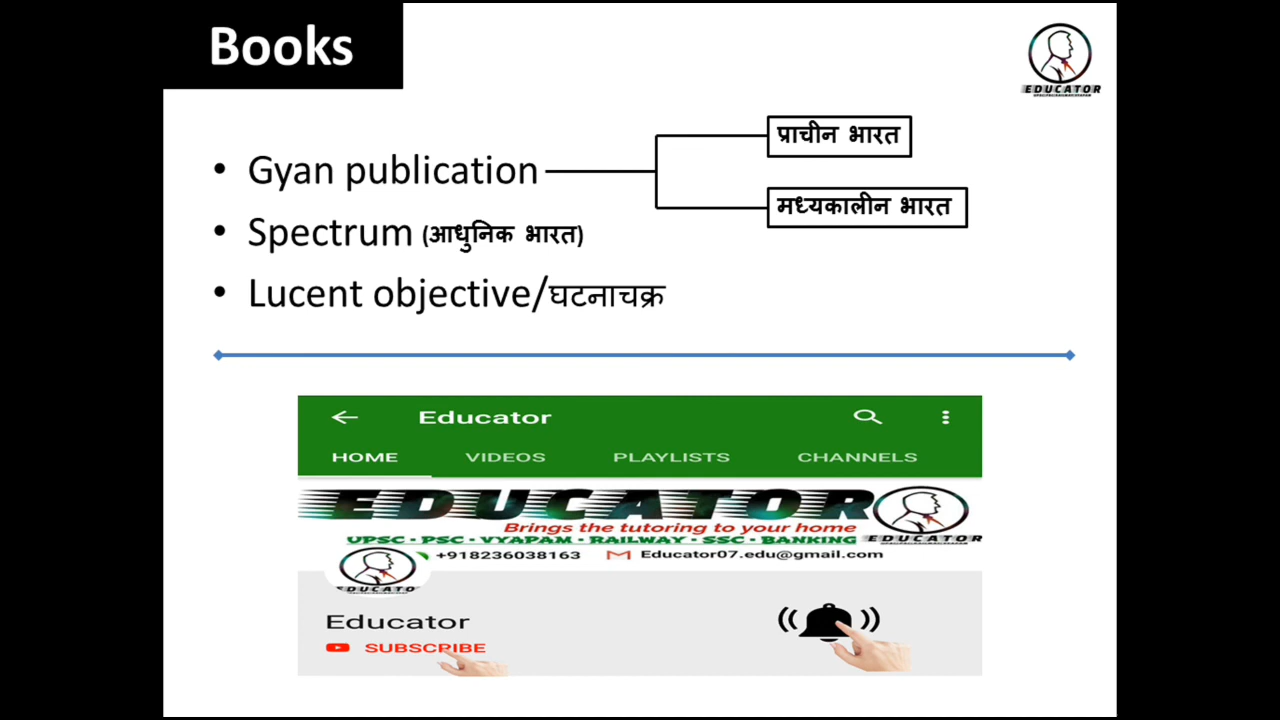 Books
EDUCATOR
• Gyan publication
प्राचीन भारत
मध्यकालीन भारत
• Spectrum (आधुनिक भारत)
• Lucent objective/घटनाचक्र
Educator
HOME VIDEOS PLAYLISTS CHANNELS
EDUCATOR
Brings the tutoring to your home
UPSC • PSC • VYAPAM • RAILWAY • SSC • BANKING
EDUCATOR
+918236038163 Educator07.edu@gmail.com
EDUCATO
Educator
SUBSCRIBE